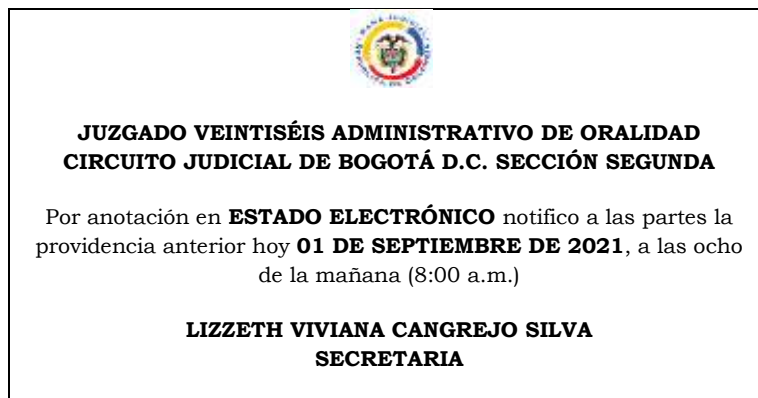 JUZGADO VEINTISÉIS ADMINISTRATIVO DE ORALIDAD
CIRCUITO JUDICIAL DE BOGOTÁ D.C. SECCIÓN SEGUNDA
Por anotación en ESTADO ELECTRÓNICO notifico a las partes la
providencia anterior hoy 01 DE SEPTIEMBRE DE 2021, a las ocho
de la mañana (8:00 a.m.)
LIZZETH VIVIANA CANGREJO SILVA
SECRETARIA